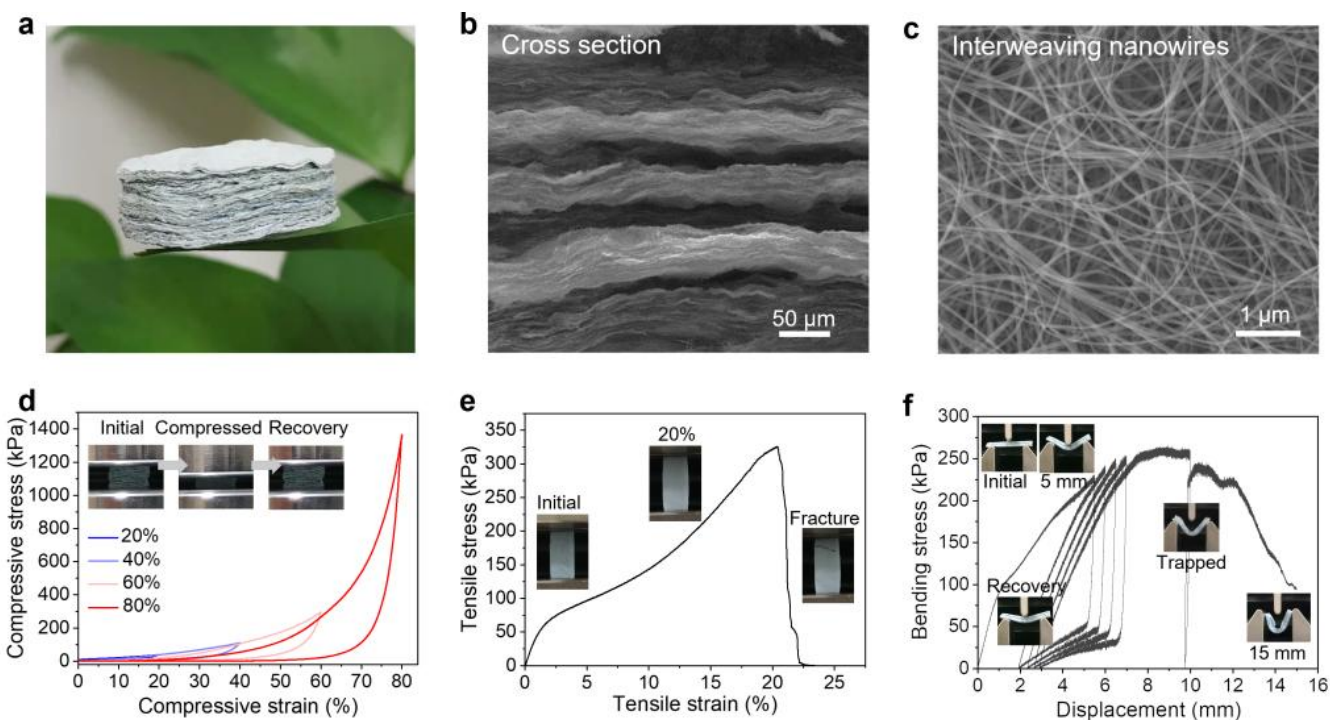 a
b
Cross section
50 µm
c
Interweaving nanowires
1 µm
d
Compressive stress (kPa)
1400
1200
1000
800
600
400
200
0
Initial Compressed Recovery
20%
40%
60%
80%
0 10 20 30 40 50 60 70 80
Compressive strain (%)
e
Tensile stress (kPa)
350
300
250
200
150
100
50
0
Initial
20%
Fracture
0 5 10 15 20 25
Tensile strain (%)
f
Bending stress (kPa)
300
250
200
150
100
50
0
Initial
5 mm
Recovery
Trapped
15 mm
0 2 4 6 8 10 12 14 16
Displacement (mm)